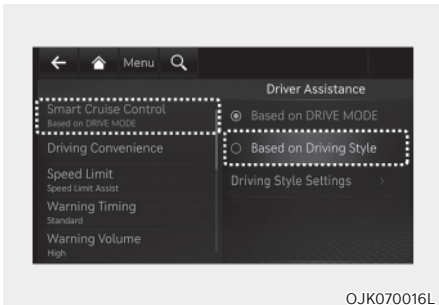 Menu
Driver Assistance
Smart Cruise Control
Based on DRIVE MODE
Driving Convenience
Speed Limit
Speed Limit Assist
Warning Timing
Standard
Warning Volume
High
Based on DRIVE MODE
Based on Driving Style
Driving Style Settings
OJK070016L